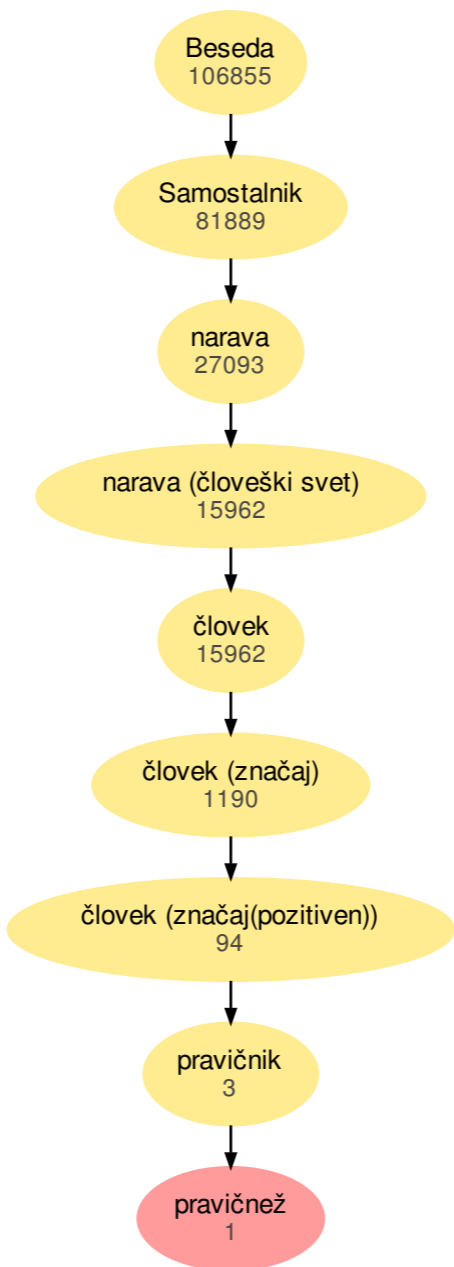 Beseda
106855
Samostalnik
81889
narava
27093
narava (človeški svet)
15962
človek
15962
človek (značaj)
1190
človek (značaj(pozitiven))
94
pravičnik
3
pravičnež
1